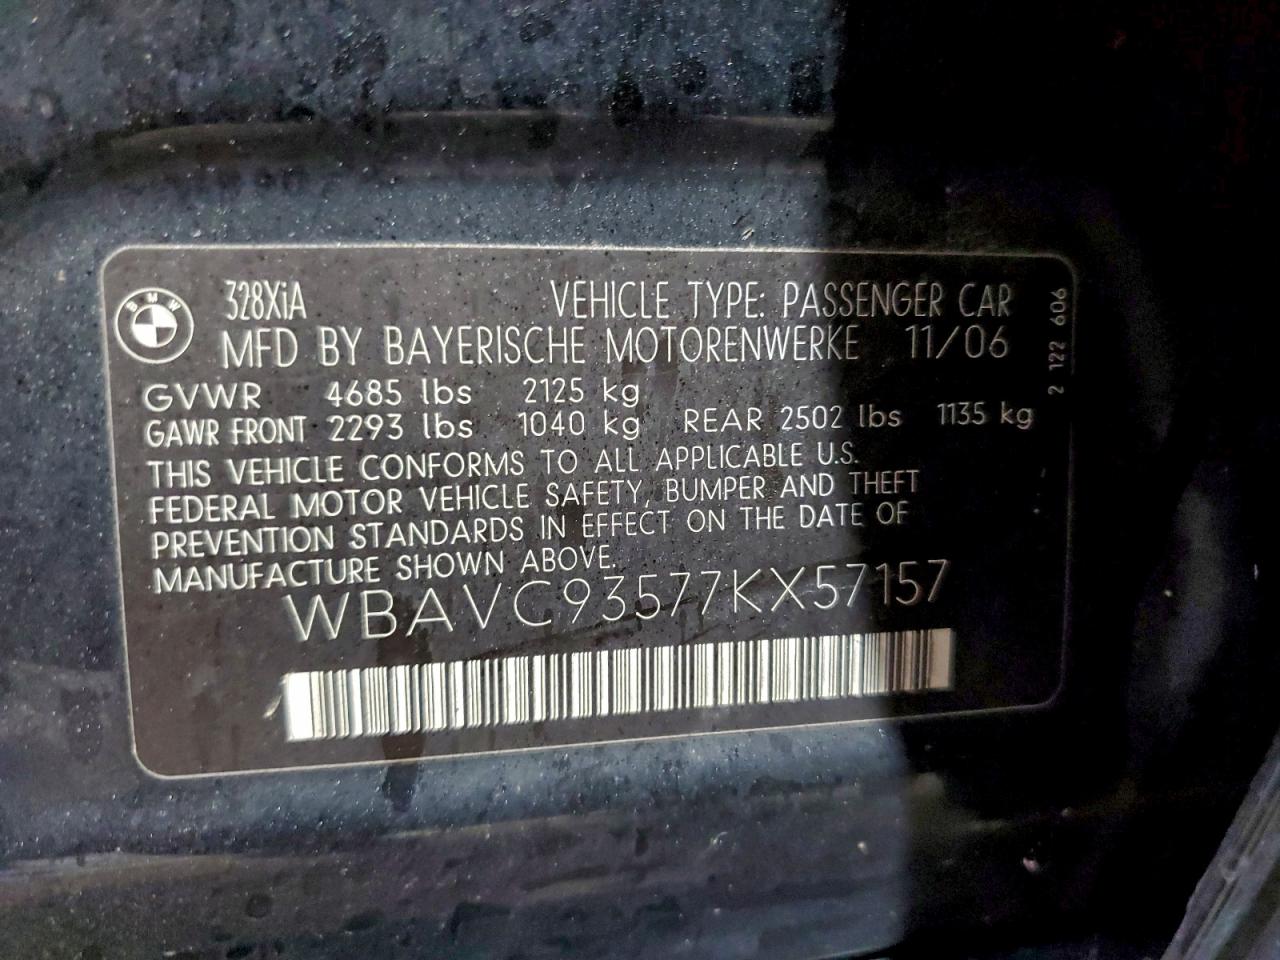 BMW
328XiA VEHICLE TYPE: PASSENGER CAR
MFD BY BAYERISCHE MOTORENWERKE 11/06
GVWR 4685 lbs 2125 kg
GAWR FRONT 2293 lbs 1040 kg REAR 2502 lbs 1135 kg
THIS VEHICLE CONFORMS TO ALL APPLICABLE U.S.
FEDERAL MOTOR VEHICLE SAFETY, BUMPER AND THEFT
PREVENTION STANDARDS IN EFFECT ON THE DATE OF
MANUFACTURE SHOWN ABOVE.
WBAVC93577KX57157
2 122 606